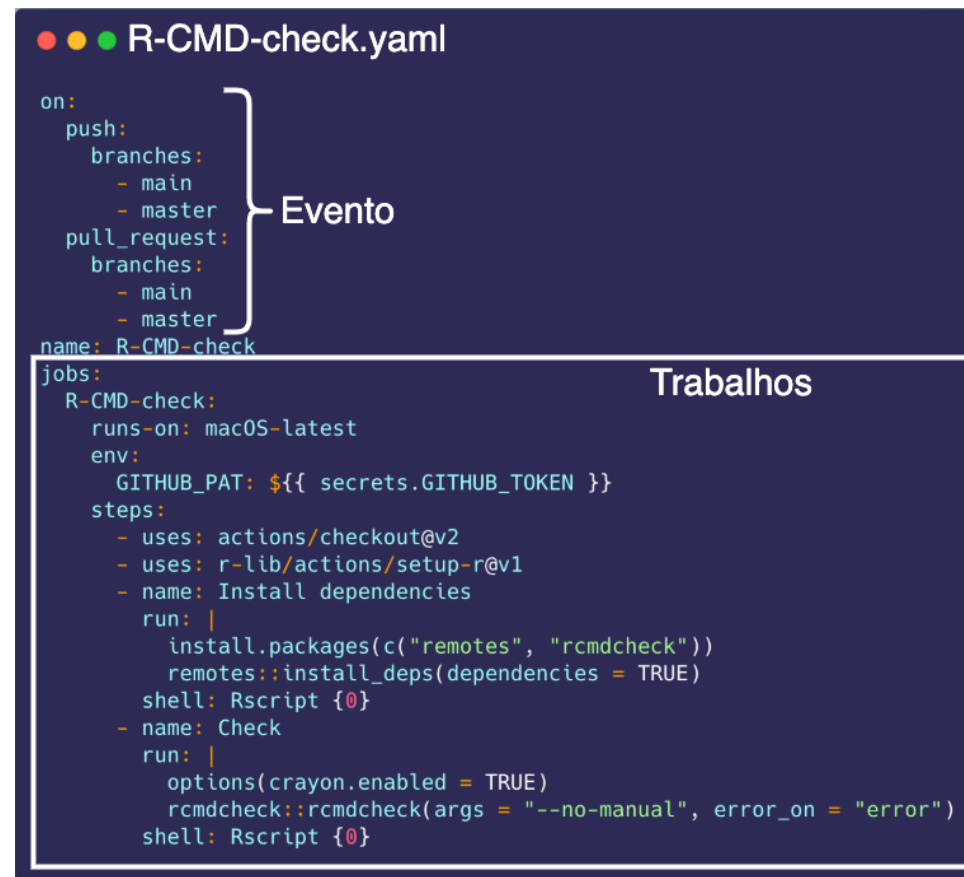 R-CMD-check.yaml
on:
  push:
    branches:
      - main
      - master
  pull_request:
    branches:
      - main
      - master
Evento
name: R-CMD-check
jobs:
Trabalhos
  R-CMD-check:
    runs-on: macOS-latest
    env:
      GITHUB_PAT: ${{ secrets.GITHUB_TOKEN }}
    steps:
      - uses: actions/checkout@v2
      - uses: r-lib/actions/setup-r@v1
      - name: Install dependencies
        run: |
          install.packages(c("remotes", "rcmdcheck"))
          remotes::install_deps(dependencies = TRUE)
        shell: Rscript {0}
      - name: Check
        run: |
          options(crayon.enabled = TRUE)
          rcmdcheck::rcmdcheck(args = "--no-manual", error_on = "error")
        shell: Rscript {0}